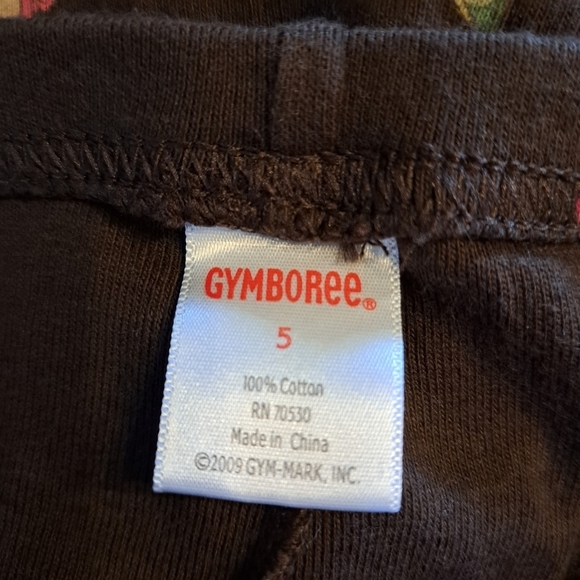 GYMBOREE®
5
100% Cotton
RN 70530
Made in China
©2009 GYM-MARK, INC.